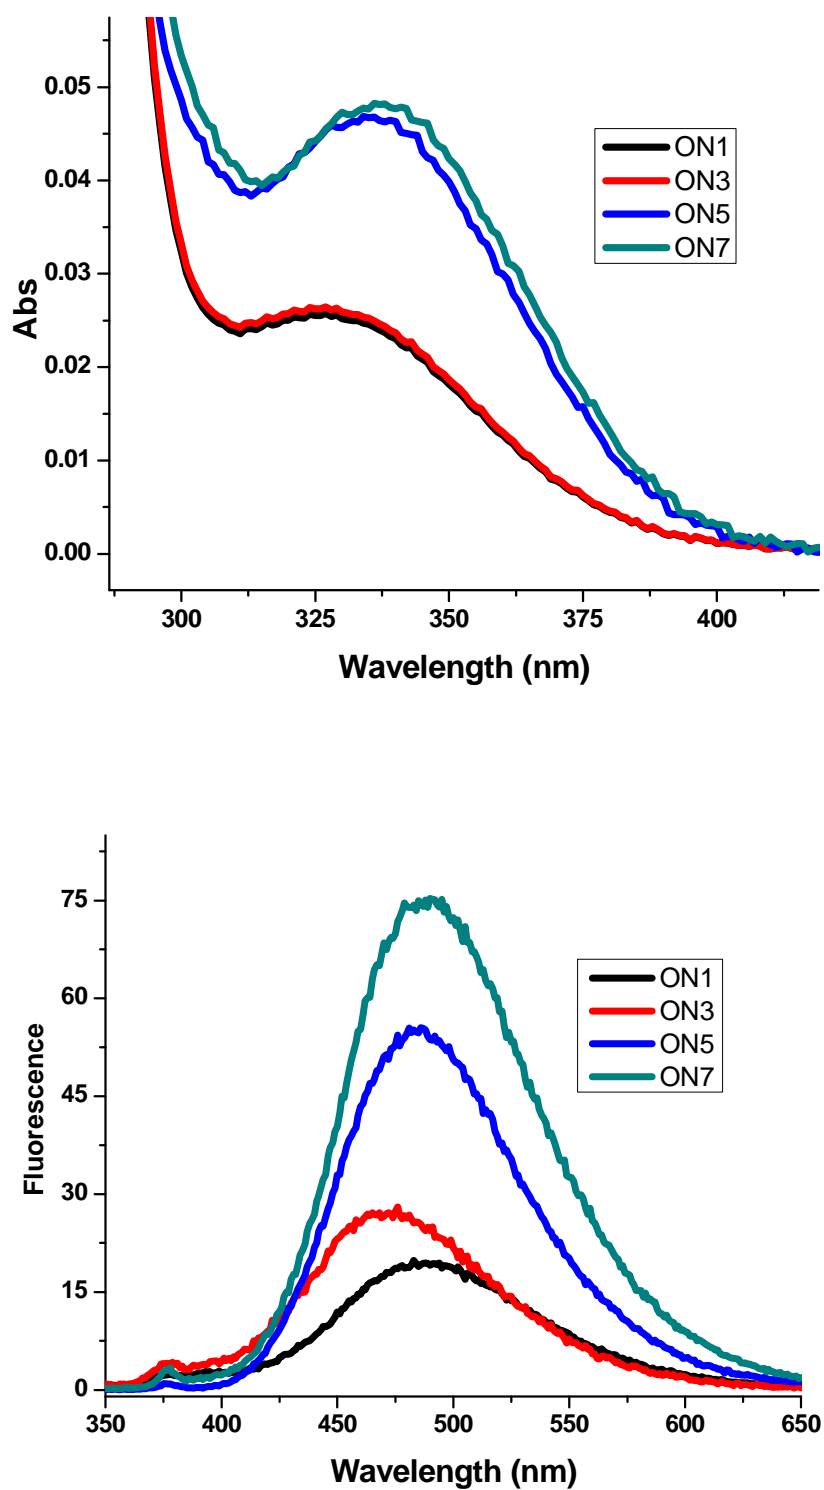 0.05
0.04
0.03
0.02
0.01
0.00
Abs
ON1
ON3
ON5
ON7
300 325 350 375 400
Wavelength (nm)
75
60
45
30
15
0
Fluorescence
ON1
ON3
ON5
ON7
350 400 450 500 550 600 650
Wavelength (nm)